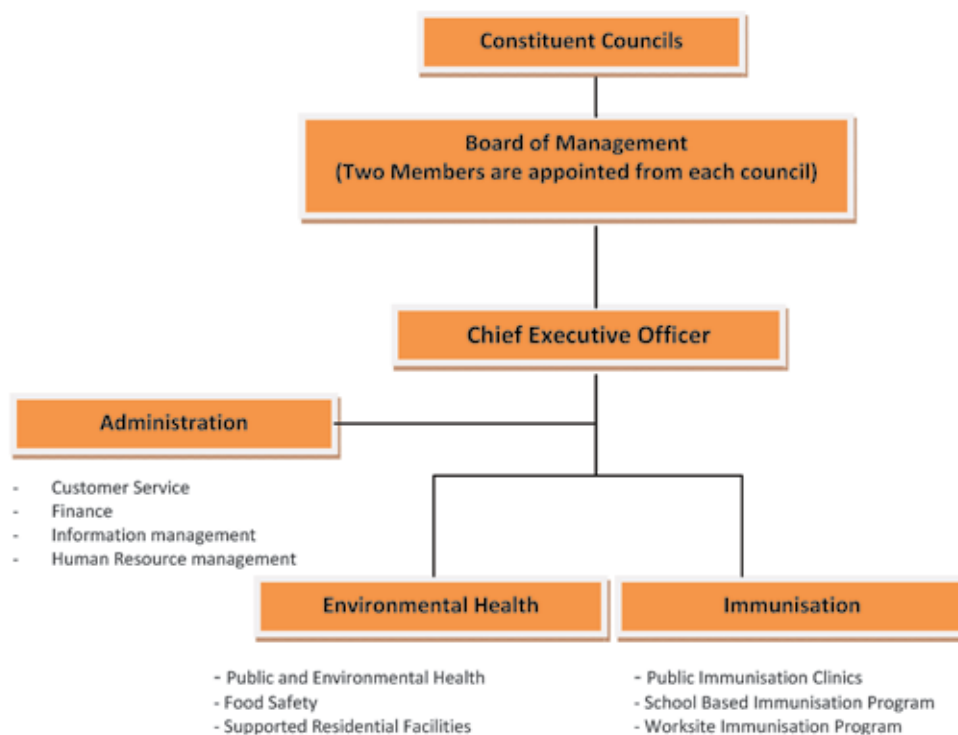 Constituent Councils
Board of Management
(Two Members are appointed from each council)
Chief Executive Officer
Administration
- Customer Service
- Finance
- Information management
- Human Resource management
Environmental Health
- Public and Environmental Health
- Food Safety
- Supported Residential Facilities
Immunisation
- Public Immunisation Clinics
- School Based Immunisation Program
- Worksite Immunisation Program